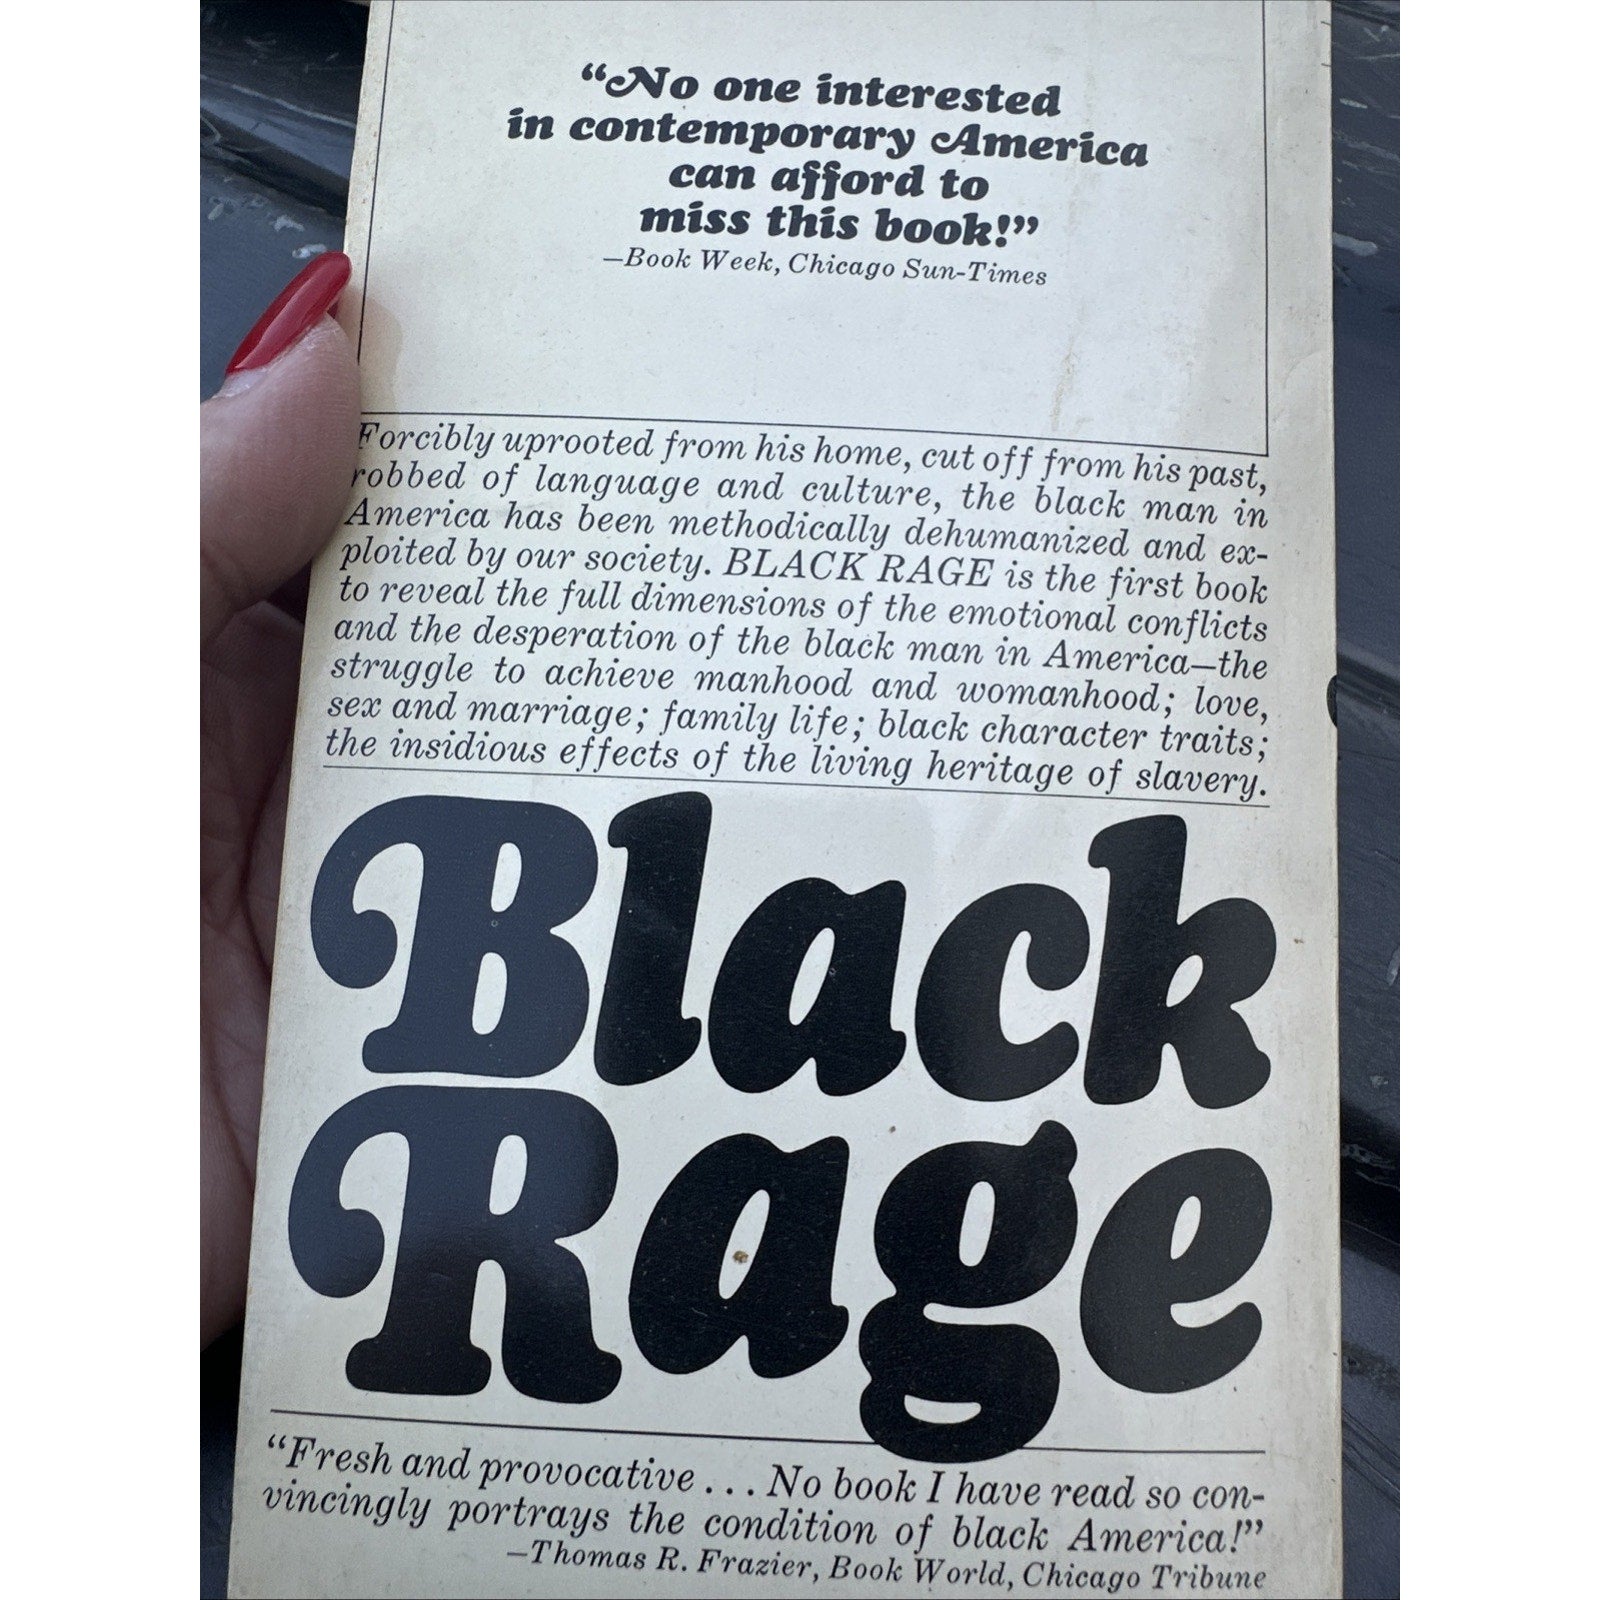 “No one interested
in contemporary America
can afford to
miss this book!”
—Book Week, Chicago Sun-Times
Forcibly uprooted from his home, cut off from his past,
robbed of language and culture, the black man in
America has been methodically dehumanized and ex-
ploited by our society. BLACK RAGE is the first book
to reveal the full dimensions of the emotional conflicts
and the desperation of the black man in America—the
struggle to achieve manhood and womanhood; love,
sex and marriage; family life; black character traits;
the insidious effects of the living heritage of slavery.
Black
Rage
“Fresh and provocative . . . No book I have read so con-
vincingly portrays the condition of black America!”
—Thomas R. Frazier, Book World, Chicago Tribune